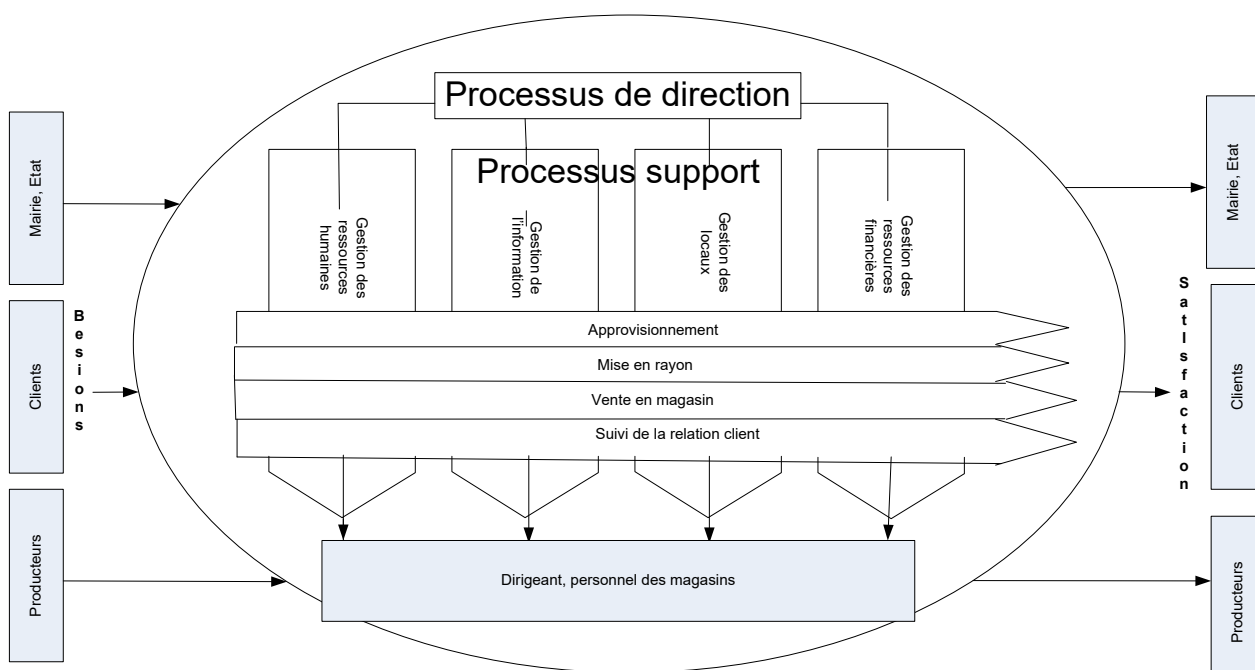 Processus de direction
Processus support
Mairie, Etat
Clients
Producteurs
Besions
Gestion des
ressources
humaines
Gestion de
l'information
Gestion des
locaux
Gestion des
ressources
financières
Approvisionnement
Mise en rayon
Vente en magasin
Suivi de la relation client
Dirigeant, personnel des magasins
SatIsfaction
Mairie, Etat
Clients
Producteurs